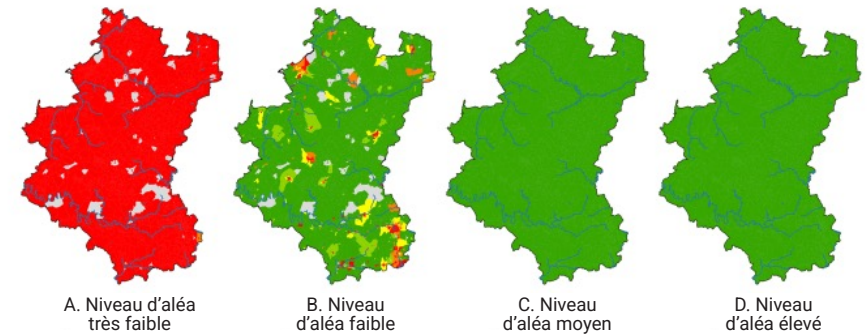 A. Niveau d’aléa
très faible
B. Niveau
d’aléa faible
C. Niveau
d’aléa moyen
D. Niveau
d’aléa élevé